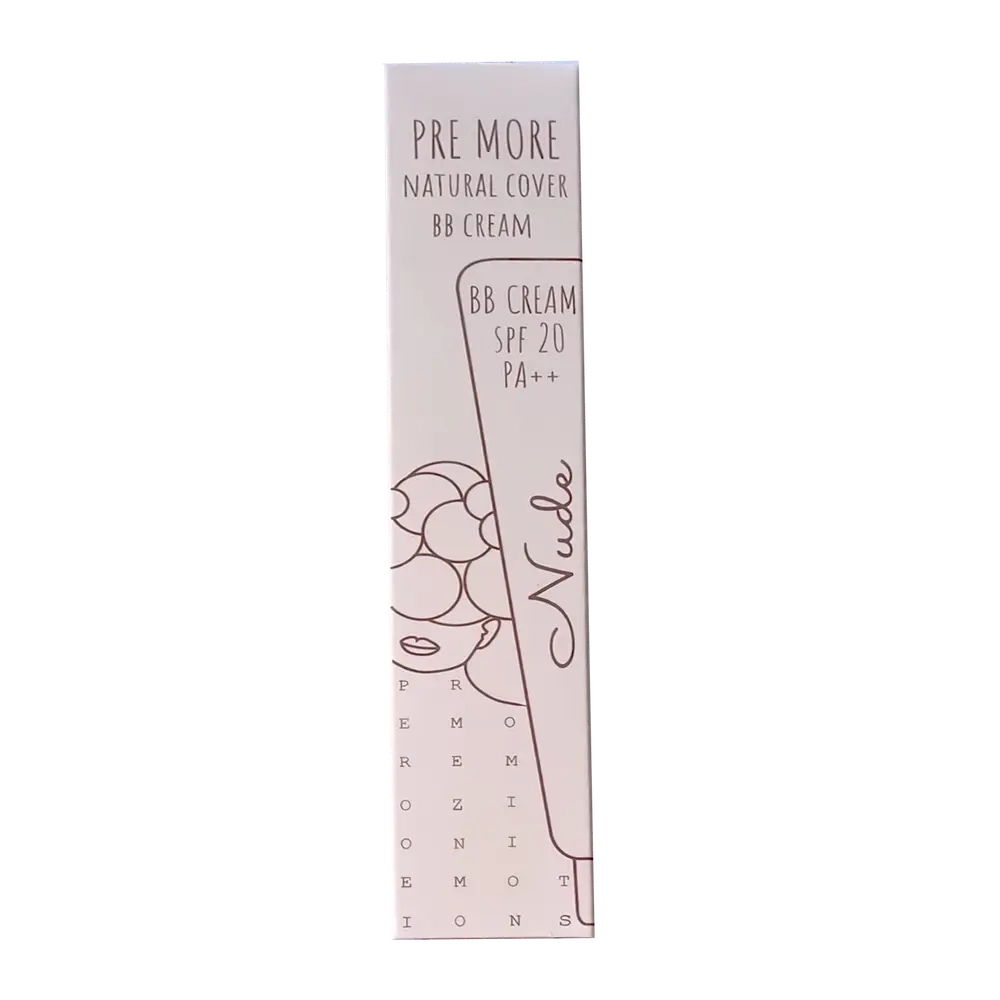 PRE MORE
NATURAL COVER
BB CREAM
BB CREAM
SPF 20
PA++
Nude
P R
E M O
R E M
O Z I
O N I
E M O T
I O N S